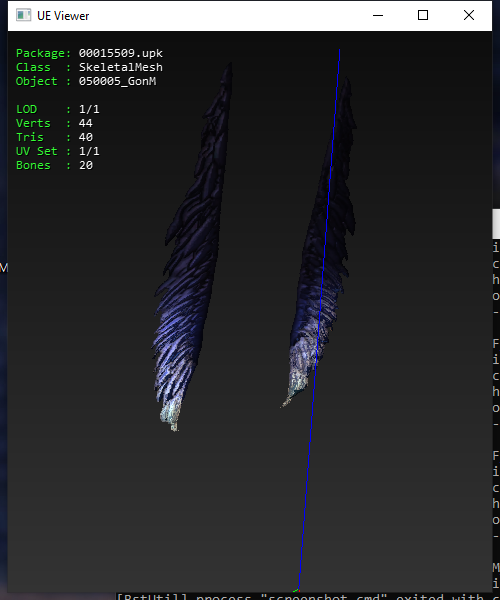 UE Viewer
Package: 00015509.upk
Class : SkeletalMesh
Object : 050005_GonM
LOD : 1/1
Verts : 44
Tris : 40
UV Set : 1/1
Bones : 20
M
i
c
h
o
-
F
i
c
h
o
-
F
i
c
h
o
-
M
i
[BstUtil] process "screenshot.cmd" exited with c